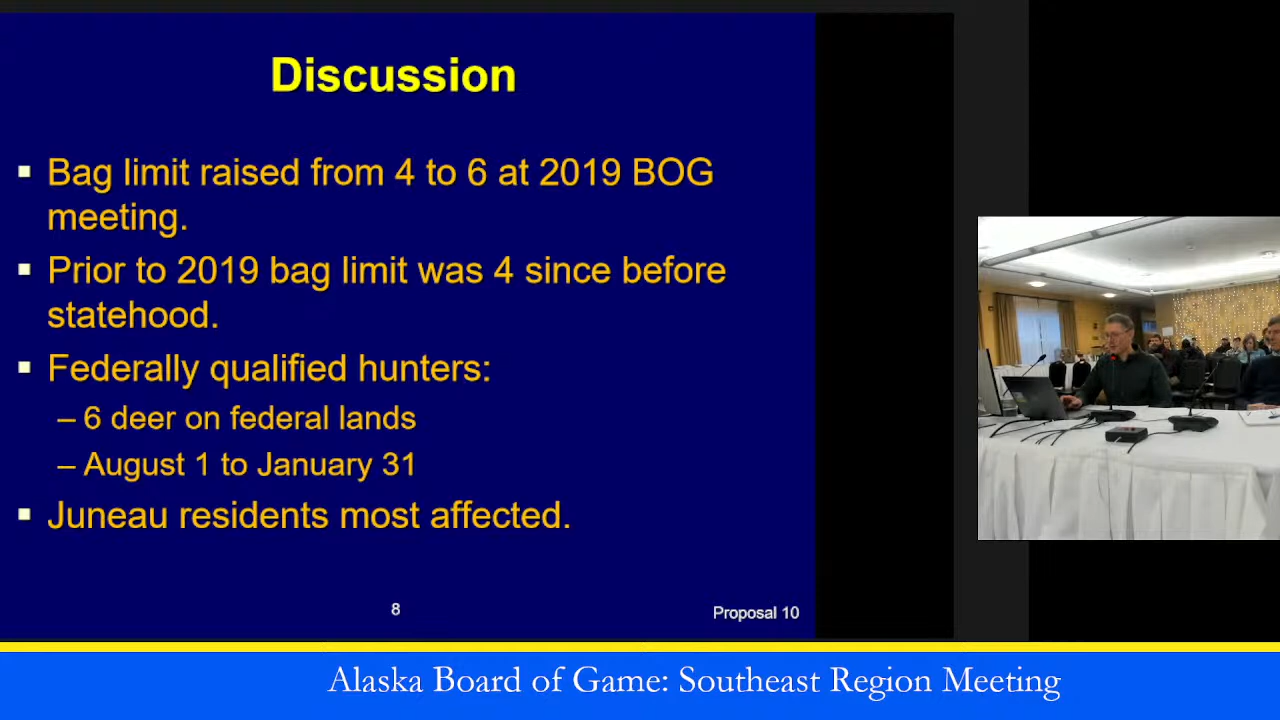 Discussion
▪ Bag limit raised from 4 to 6 at 2019 BOG
meeting.
▪ Prior to 2019 bag limit was 4 since before
statehood.
▪ Federally qualified hunters:
– 6 deer on federal lands
– August 1 to January 31
▪ Juneau residents most affected.
8
Proposal 10
Alaska Board of Game: Southeast Region Meeting